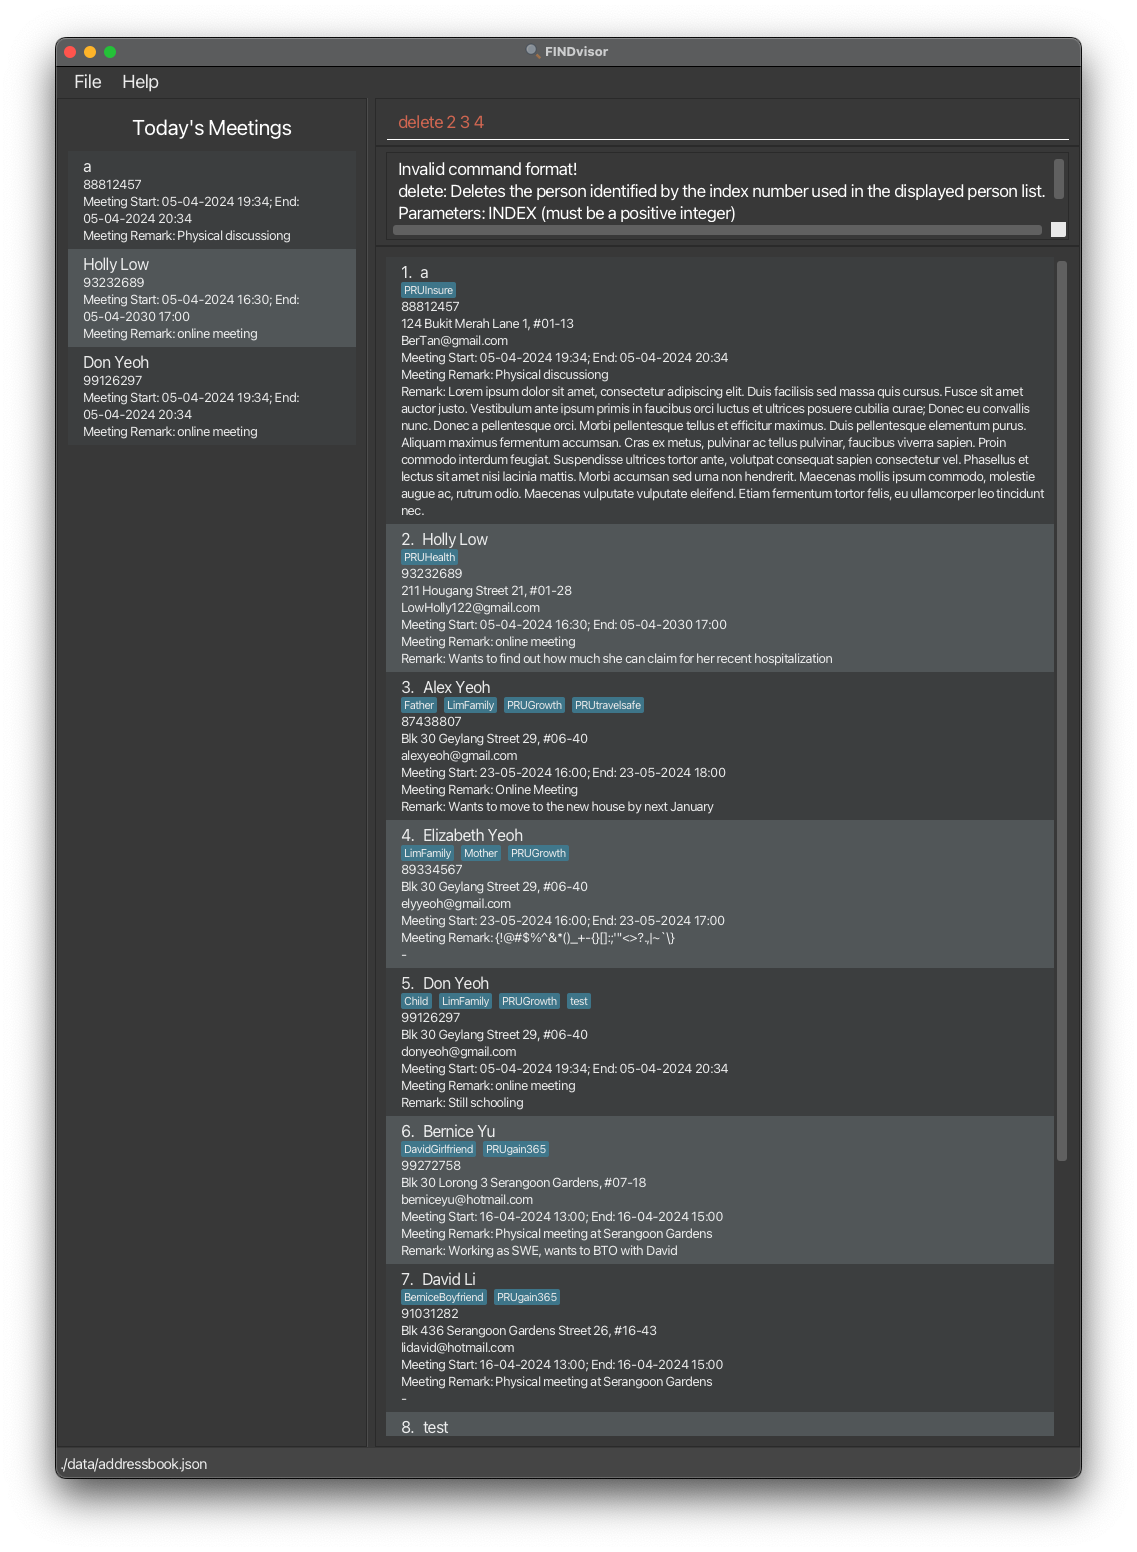 FINDvisor
File Help
Today's Meetings
a
88812457
Meeting Start: 05-04-2024 19:34; End:
05-04-2024 20:34
Meeting Remark: Physical discussiong
Holly Low
93232689
Meeting Start: 05-04-2024 16:30; End:
05-04-2030 17:00
Meeting Remark: online meeting
Don Yeoh
99126297
Meeting Start: 05-04-2024 19:34; End:
05-04-2024 20:34
Meeting Remark: online meeting
delete 2 3 4
Invalid command format!
delete: Deletes the person identified by the index number used in the displayed person list.
Parameters: INDEX (must be a positive integer)
1. a
PRUInsure
88812457
124 Bukit Merah Lane 1, #01-13
BerTan@gmail.com
Meeting Start: 05-04-2024 19:34; End: 05-04-2024 20:34
Meeting Remark: Physical discussiong
Remark: Lorem ipsum dolor sit amet, consectetur adipiscing elit. Duis facilisis sed massa quis cursus. Fusce sit amet
auctor justo. Vestibulum ante ipsum primis in faucibus orci luctus et ultrices posuere cubilia curae; Donec eu convallis
nunc. Donec a pellentesque orci. Morbi pellentesque tellus et efficitur maximus. Duis pellentesque elementum purus.
Aliquam maximus fermentum accumsan. Cras ex metus, pulvinar ac tellus pulvinar, faucibus viverra sapien. Proin
commodo interdum feugiat. Suspendisse ultrices tortor ante, volutpat consequat sapien consectetur vel. Phasellus et
lectus sit amet nisi lacinia mattis. Morbi accumsan sed urna non hendrerit. Maecenas mollis ipsum commodo, molestie
augue ac, rutrum odio. Maecenas vulputate vulputate eleifend. Etiam fermentum tortor felis, eu ullamcorper leo tincidunt
nec.
2. Holly Low
PRUHealth
93232689
211 Hougang Street 21, #01-28
LowHolly122@gmail.com
Meeting Start: 05-04-2024 16:30; End: 05-04-2030 17:00
Meeting Remark: online meeting
Remark: Wants to find out how much she can claim for her recent hospitalization
3. Alex Yeoh
Father LimFamily PRUGrowth PRUtravelsafe
87438807
Blk 30 Geylang Street 29, #06-40
alexyeoh@gmail.com
Meeting Start: 23-05-2024 16:00; End: 23-05-2024 18:00
Meeting Remark: Online Meeting
Remark: Wants to move to the new house by next January
4. Elizabeth Yeoh
LimFamily Mother PRUGrowth
89334567
Blk 30 Geylang Street 29, #06-40
elyyeoh@gmail.com
Meeting Start: 23-05-2024 16:00; End: 23-05-2024 17:00
Meeting Remark: {!@#$%^&*()_+-{}[]:;'"<>?.,|~`\}
-
5. Don Yeoh
Child LimFamily PRUGrowth test
99126297
Blk 30 Geylang Street 29, #06-40
donyeoh@gmail.com
Meeting Start: 05-04-2024 19:34; End: 05-04-2024 20:34
Meeting Remark: online meeting
Remark: Still schooling
6. Bernice Yu
DavidGirlfriend PRUgain365
99272758
Blk 30 Lorong 3 Serangoon Gardens, #07-18
berniceyu@hotmail.com
Meeting Start: 16-04-2024 13:00; End: 16-04-2024 15:00
Meeting Remark: Physical meeting at Serangoon Gardens
Remark: Working as SWE, wants to BTO with David
7. David Li
BerniceBoyfriend PRUgain365
91031282
Blk 436 Serangoon Gardens Street 26, #16-43
lidavid@hotmail.com
Meeting Start: 16-04-2024 13:00; End: 16-04-2024 15:00
Meeting Remark: Physical meeting at Serangoon Gardens
-
8. test
./data/addressbook.json